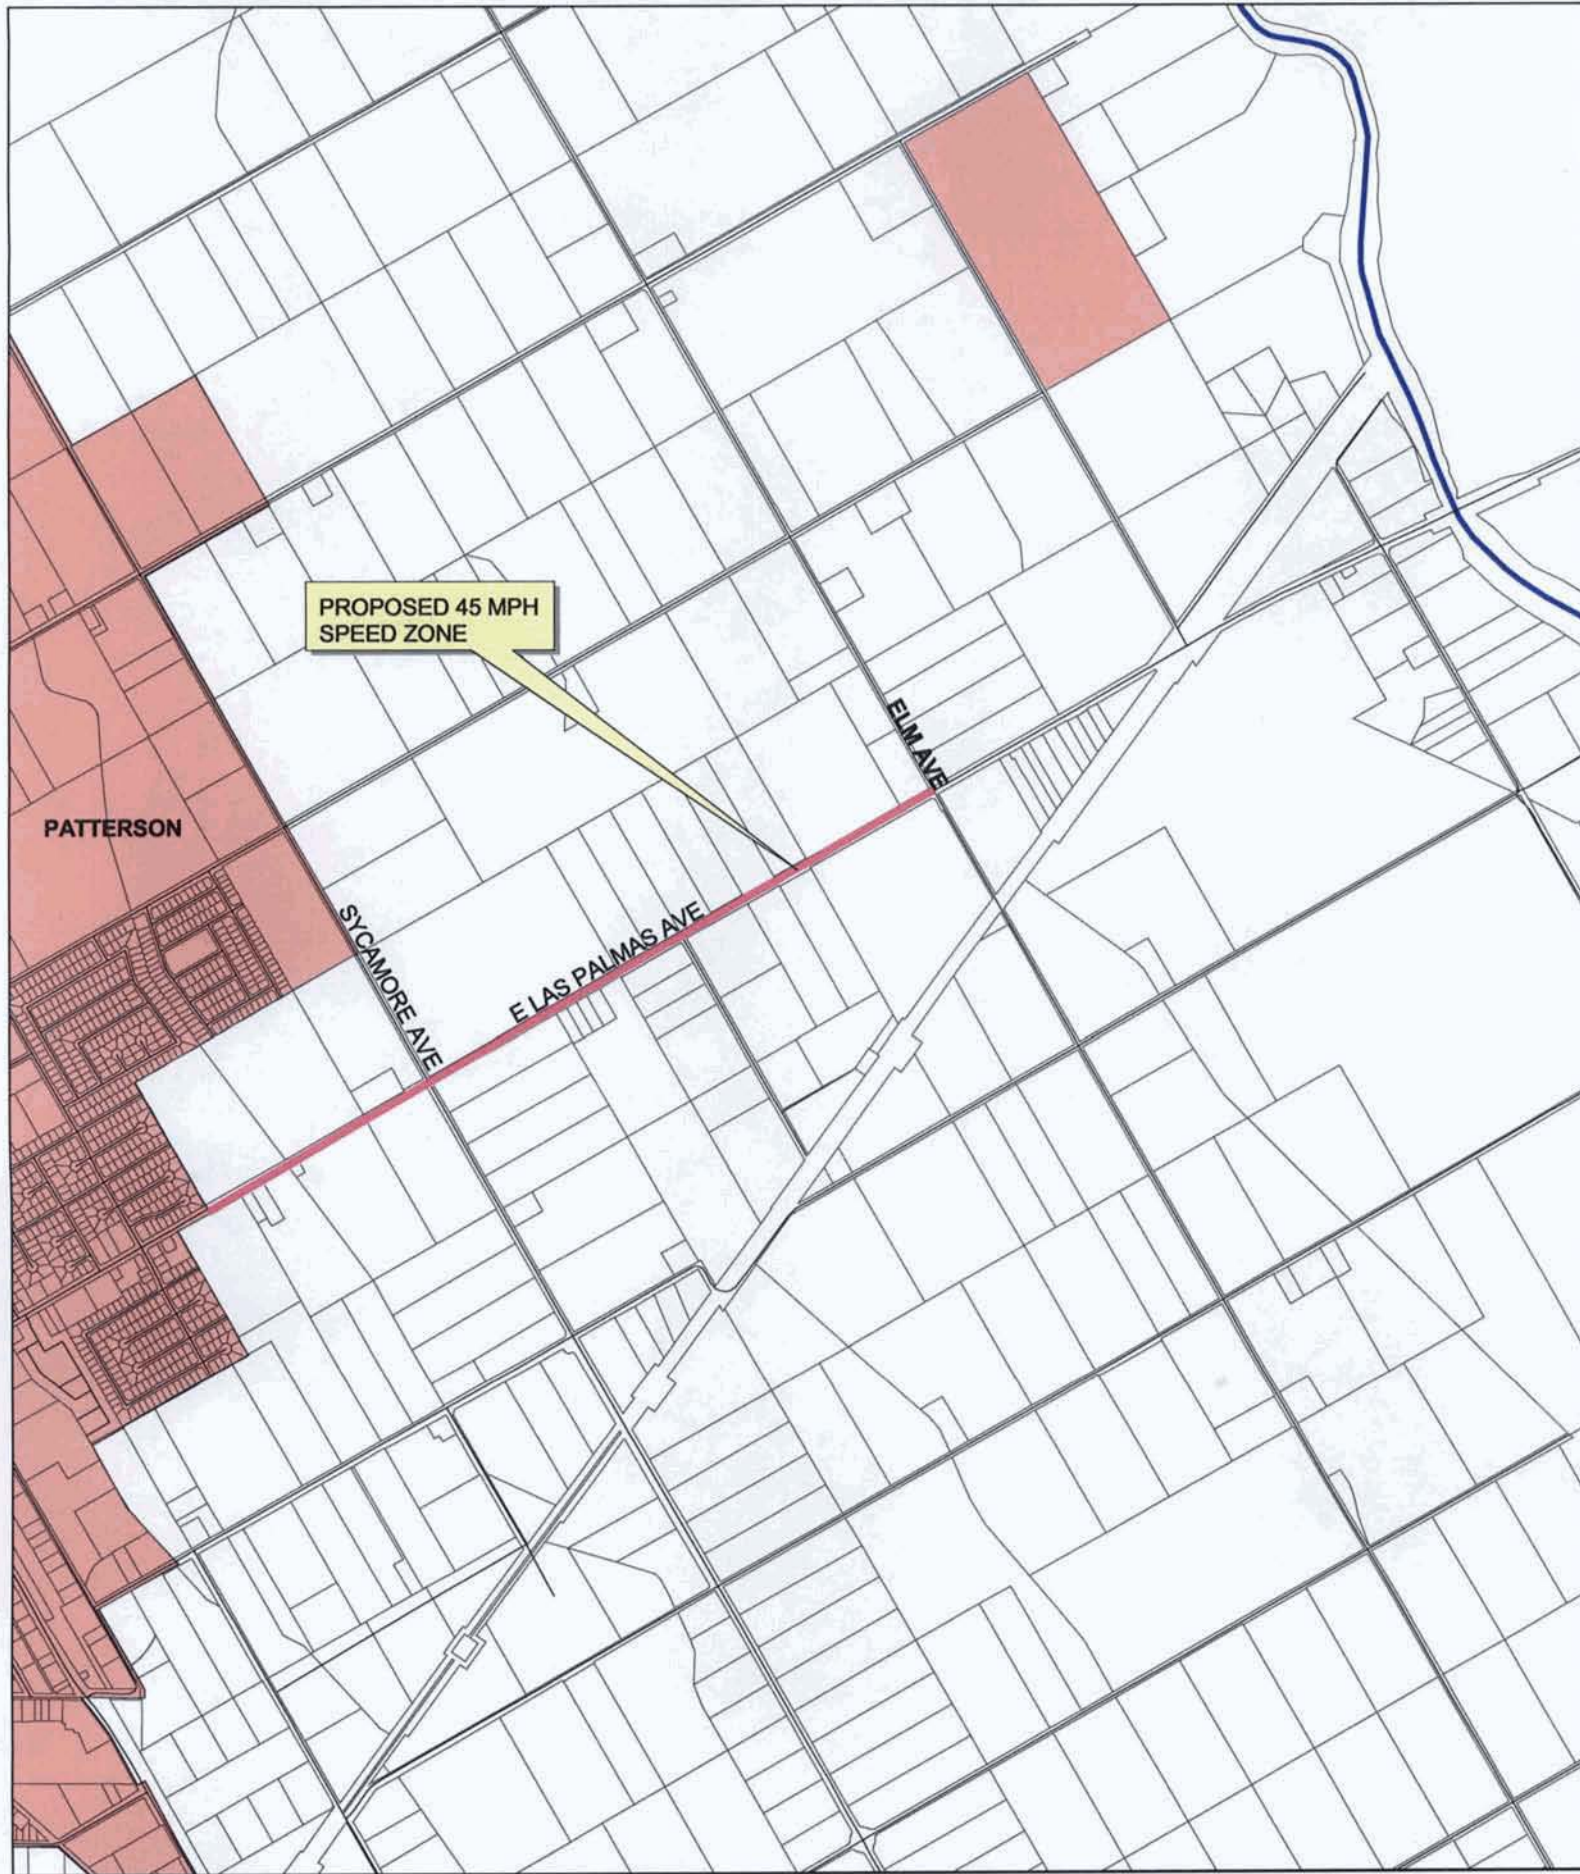 PROPOSED 45 MPH
SPEED ZONE
ELM AVE
PATTERSON
SYCAMORE AVE
E LAS PALMAS AVE